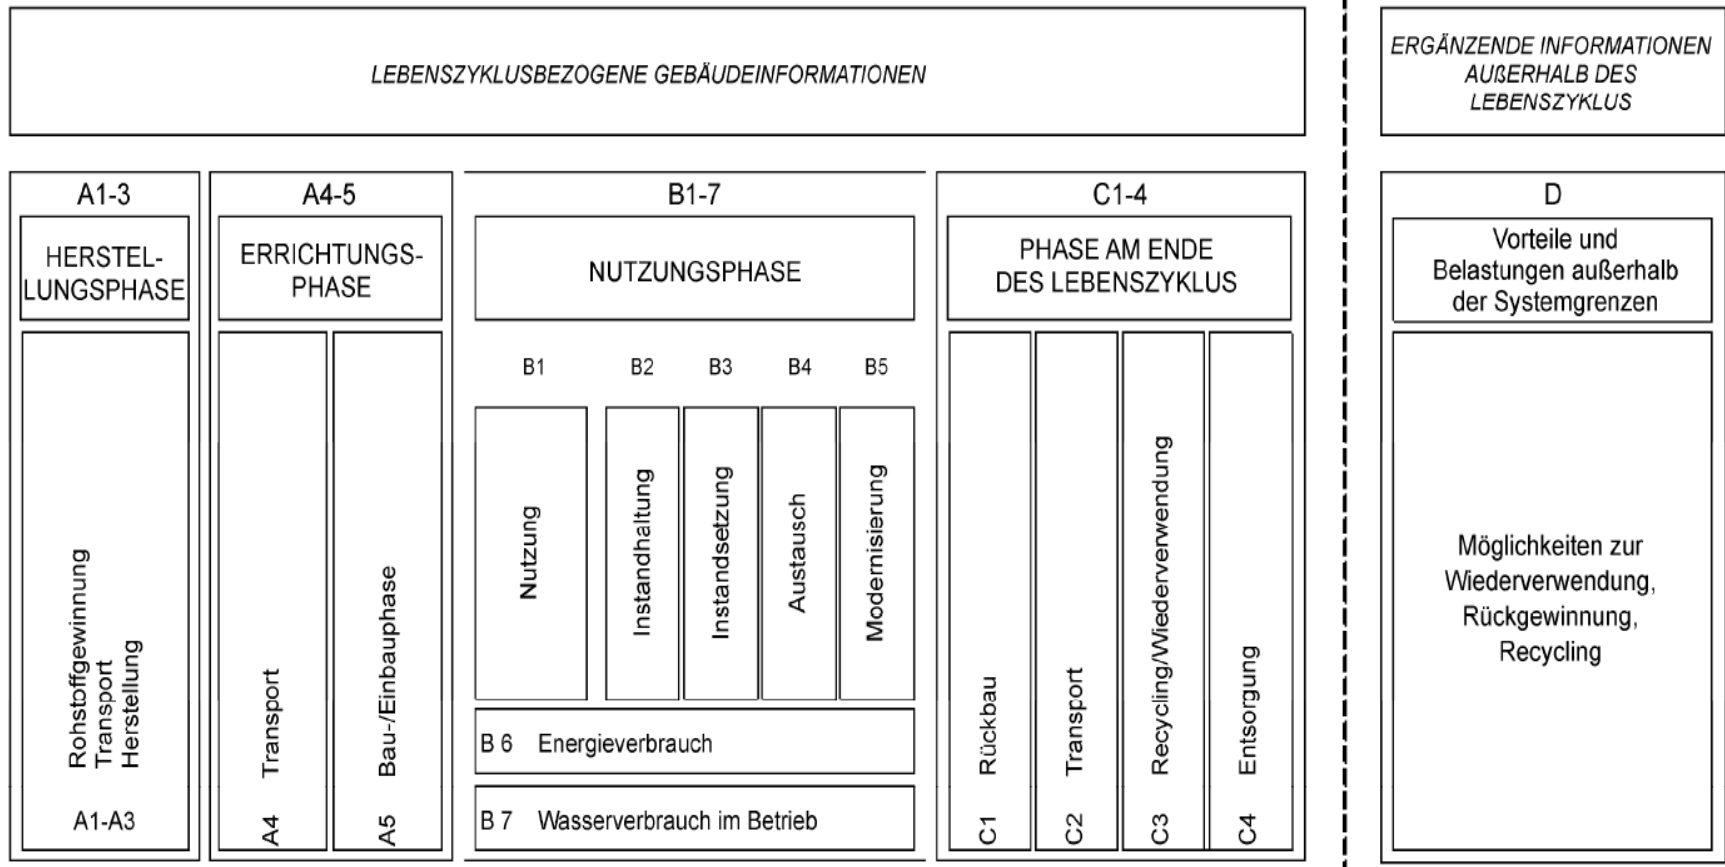 LEBENSZYKLUSBEZOGENE GEBÄUDEINFORMATIONEN
ERGÄNZENDE INFORMATIONEN
AUßERHALB DES
LEBENSZYKLUS
A1-3
HERSTEL-
LUNGSPHASE
Rohstoffgewinnung
Transport
Herstellung
A1-A3
A4-5
ERRICHTUNGS-
PHASE
A4 Transport
A5 Bau-/Einbauphase
B1-7
NUTZUNGSPHASE
B1 B2 B3 B4 B5
Nutzung
Instandhaltung
Instandsetzung
Austausch
Modernisierung
B 6 Energieverbrauch
B 7 Wasserverbrauch im Betrieb
C1-4
PHASE AM ENDE
DES LEBENSZYKLUS
C1 Rückbau
C2 Transport
C3 Recycling/Wiederverwendung
C4 Entsorgung
D
Vorteile und
Belastungen außerhalb
der Systemgrenzen
Möglichkeiten zur
Wiederverwendung,
Rückgewinnung,
Recycling